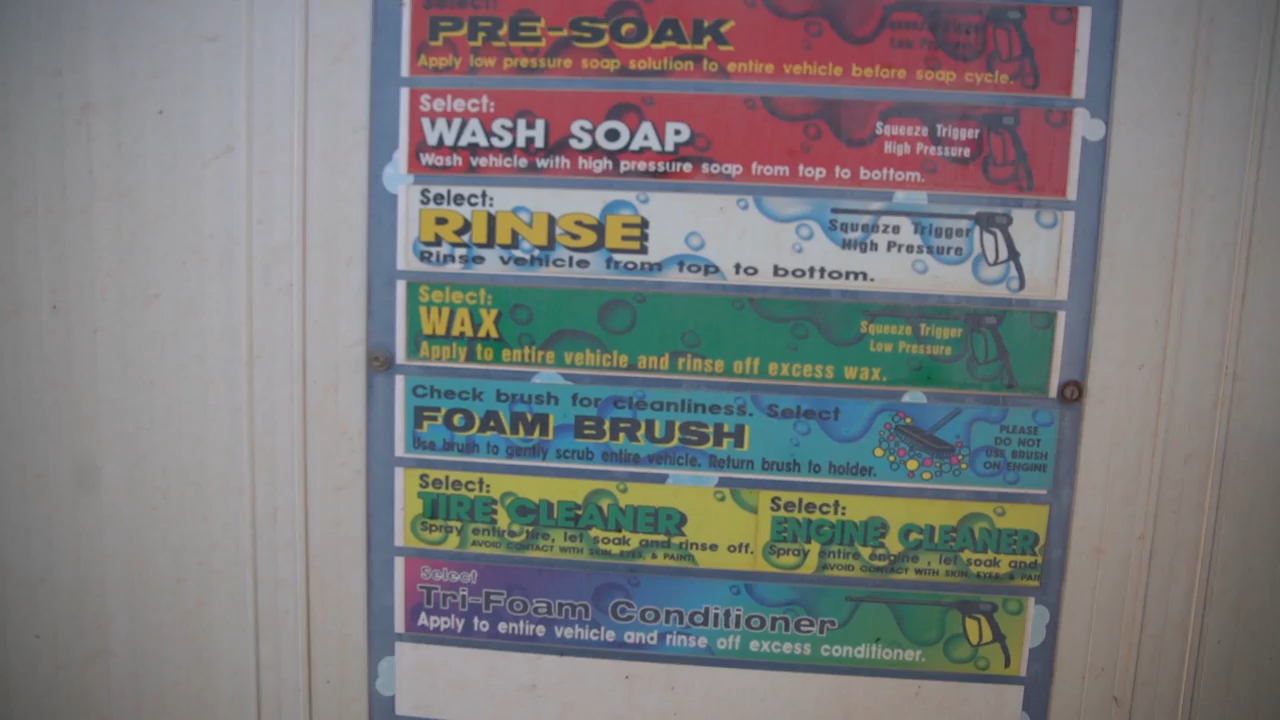 Select:
PRE-SOAK
Squeeze Trigger
Low Pressure
Apply low pressure soap solution to entire vehicle before soap cycle.
Select:
WASH SOAP
Squeeze Trigger
High Pressure
Wash vehicle with high pressure soap from top to bottom.
Select:
RINSE
Squeeze Trigger
High Pressure
Rinse vehicle from top to bottom.
Select:
WAX
Squeeze Trigger
Low Pressure
Apply to entire vehicle and rinse off excess wax.
Check brush for cleanliness. Select
FOAM BRUSH
Use brush to gently scrub entire vehicle. Return brush to holder.
PLEASE
DO NOT
USE BRUSH
ON ENGINE
Select:
TIRE CLEANER
Spray entire tire, let soak and rinse off.
AVOID CONTACT WITH SKIN, EYES, & PAINT
Select:
ENGINE CLEANER
Spray entire engine , let soak and
AVOID CONTACT WITH SKIN, EYES, & PAI
Select
Tri-Foam Conditioner
Apply to entire vehicle and rinse off excess conditioner.